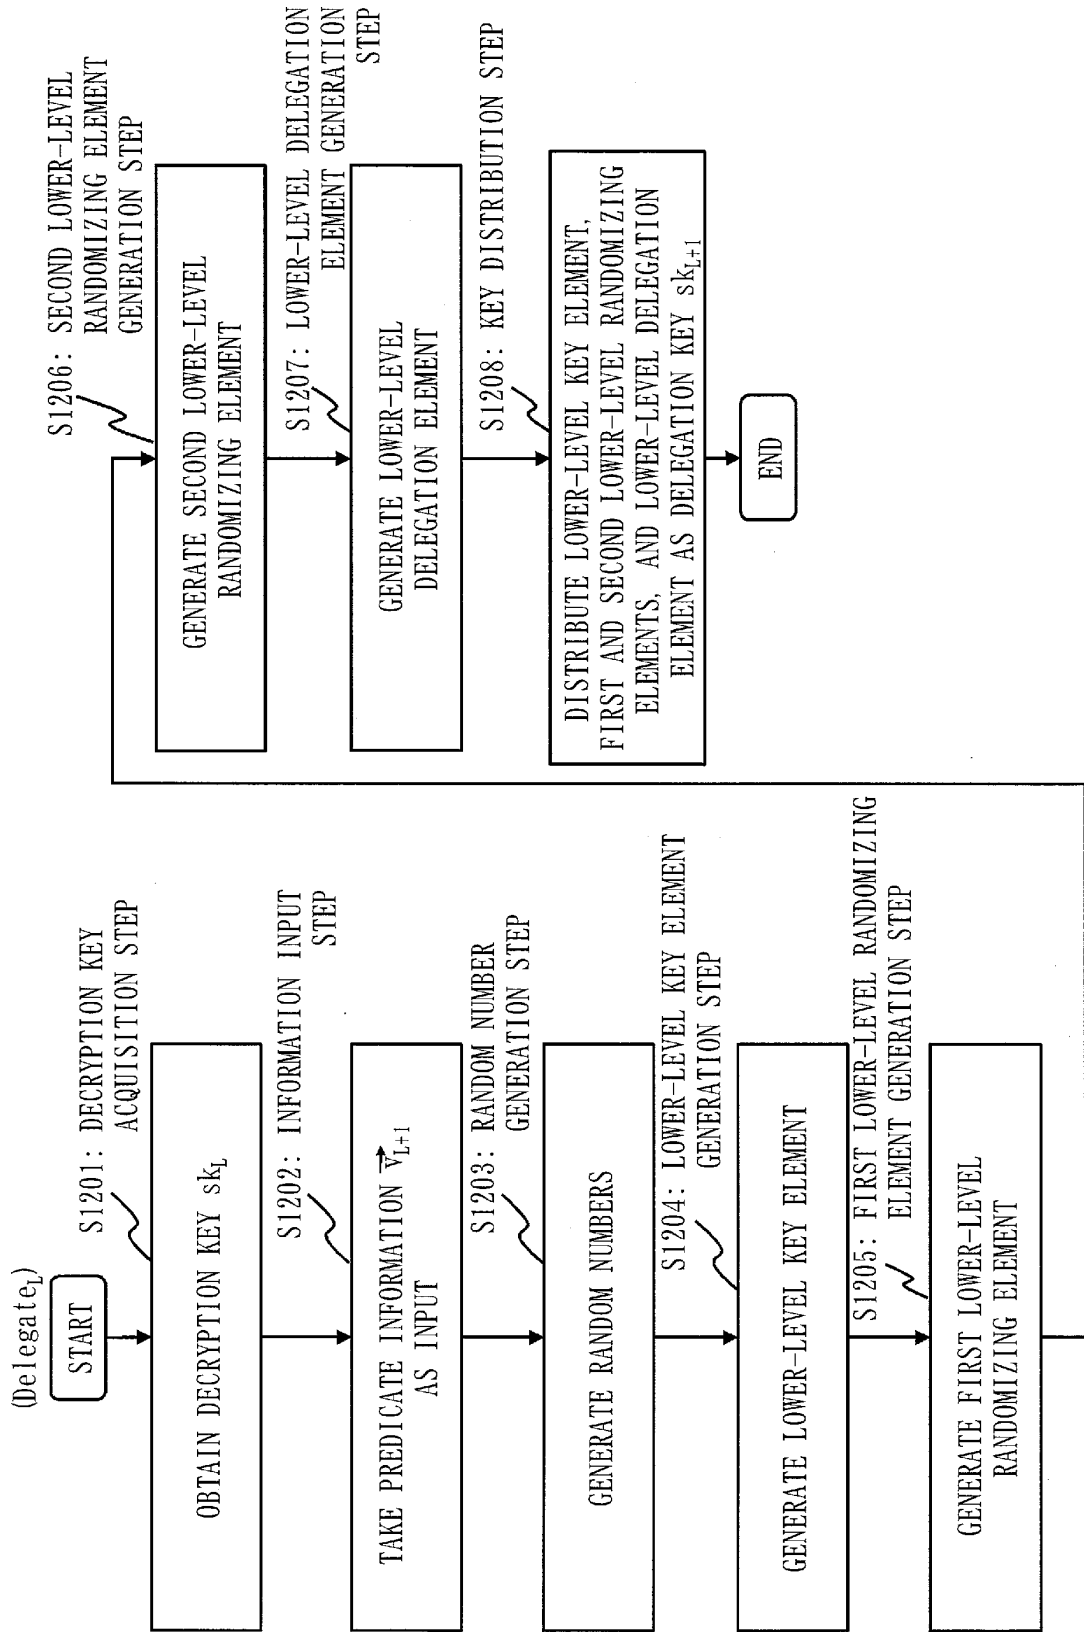 (Delegate_L)
START
S1201: DECRYPTION KEY
ACQUISITION STEP
OBTAIN DECRYPTION KEY sk_L
S1202: INFORMATION INPUT
STEP
TAKE PREDICATE INFORMATION v⃗_{L+1}
AS INPUT
S1203: RANDOM NUMBER
GENERATION STEP
GENERATE RANDOM NUMBERS
S1204: LOWER-LEVEL KEY ELEMENT
GENERATION STEP
GENERATE LOWER-LEVEL KEY ELEMENT
S1205: FIRST LOWER-LEVEL RANDOMIZING
ELEMENT GENERATION STEP
GENERATE FIRST LOWER-LEVEL
RANDOMIZING ELEMENT
S1206: SECOND LOWER-LEVEL
RANDOMIZING ELEMENT
GENERATION STEP
GENERATE SECOND LOWER-LEVEL
RANDOMIZING ELEMENT
S1207: LOWER-LEVEL DELEGATION
ELEMENT GENERATION
STEP
GENERATE LOWER-LEVEL
DELEGATION ELEMENT
S1208: KEY DISTRIBUTION STEP
DISTRIBUTE LOWER-LEVEL KEY ELEMENT,
FIRST AND SECOND LOWER-LEVEL RANDOMIZING
ELEMENTS, AND LOWER-LEVEL DELEGATION
ELEMENT AS DELEGATION KEY sk_{L+1}
END